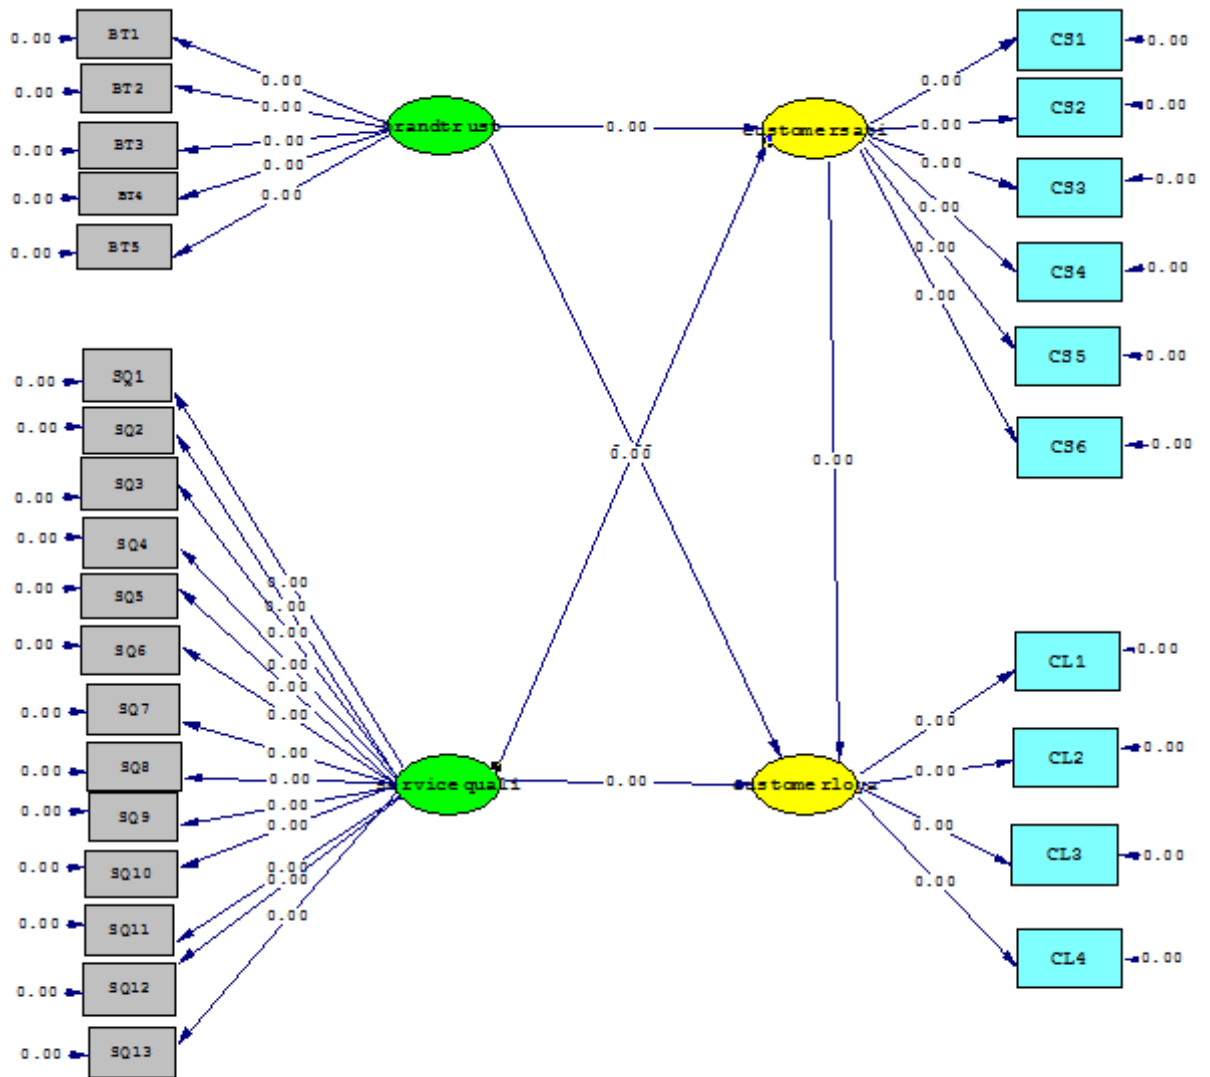 0.00 BT1
0.00 BT2
0.00 BT3
0.00 BT4
0.00 BT5
0.00
0.00
0.00
0.00
0.00
randtrust
0.00
ustomersati
0.00
0.00
0.00
0.00
0.00
0.00
CS1 0.00
CS2 0.00
CS3 0.00
CS4 0.00
CS5 0.00
CS6 0.00
0.00
0.00
0.00 SQ1
0.00 SQ2
0.00 SQ3
0.00 SQ4
0.00 SQ5
0.00 SQ6
0.00 SQ7
0.00 SQ8
0.00 SQ9
0.00 SQ10
0.00 SQ11
0.00 SQ12
0.00 SQ13
0.00
0.00
0.00
0.00
0.00
0.00
0.00
0.00
0.00
0.00
0.00
0.00
0.00
servicequali
0.00
ustomerloya
0.00
0.00
0.00
0.00
CL1 0.00
CL2 0.00
CL3 0.00
CL4 0.00